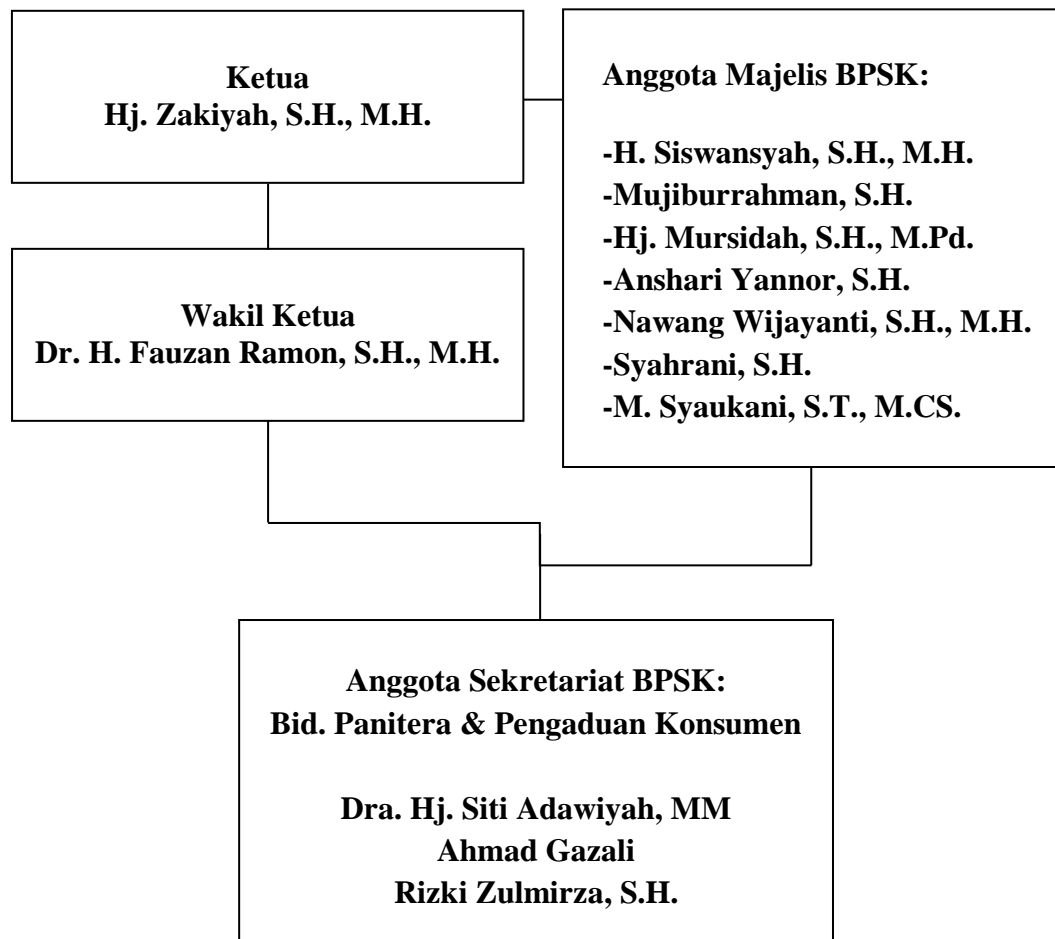 Ketua
Hj. Zakiyah, S.H., M.H.
Wakil Ketua
Dr. H. Fauzan Ramon, S.H., M.H.
Anggota Majelis BPSK:
-H. Siswansyah, S.H., M.H.
-Mujiburrahman, S.H.
-Hj. Mursidah, S.H., M.Pd.
-Anshari Yannor, S.H.
-Nawang Wijayanti, S.H., M.H.
-Syahrani, S.H.
-M. Syaukani, S.T., M.CS.
Anggota Sekretariat BPSK:
Bid. Panitera & Pengaduan Konsumen
Dra. Hj. Siti Adawiyah, MM
Ahmad Gazali
Rizki Zulmirza, S.H.